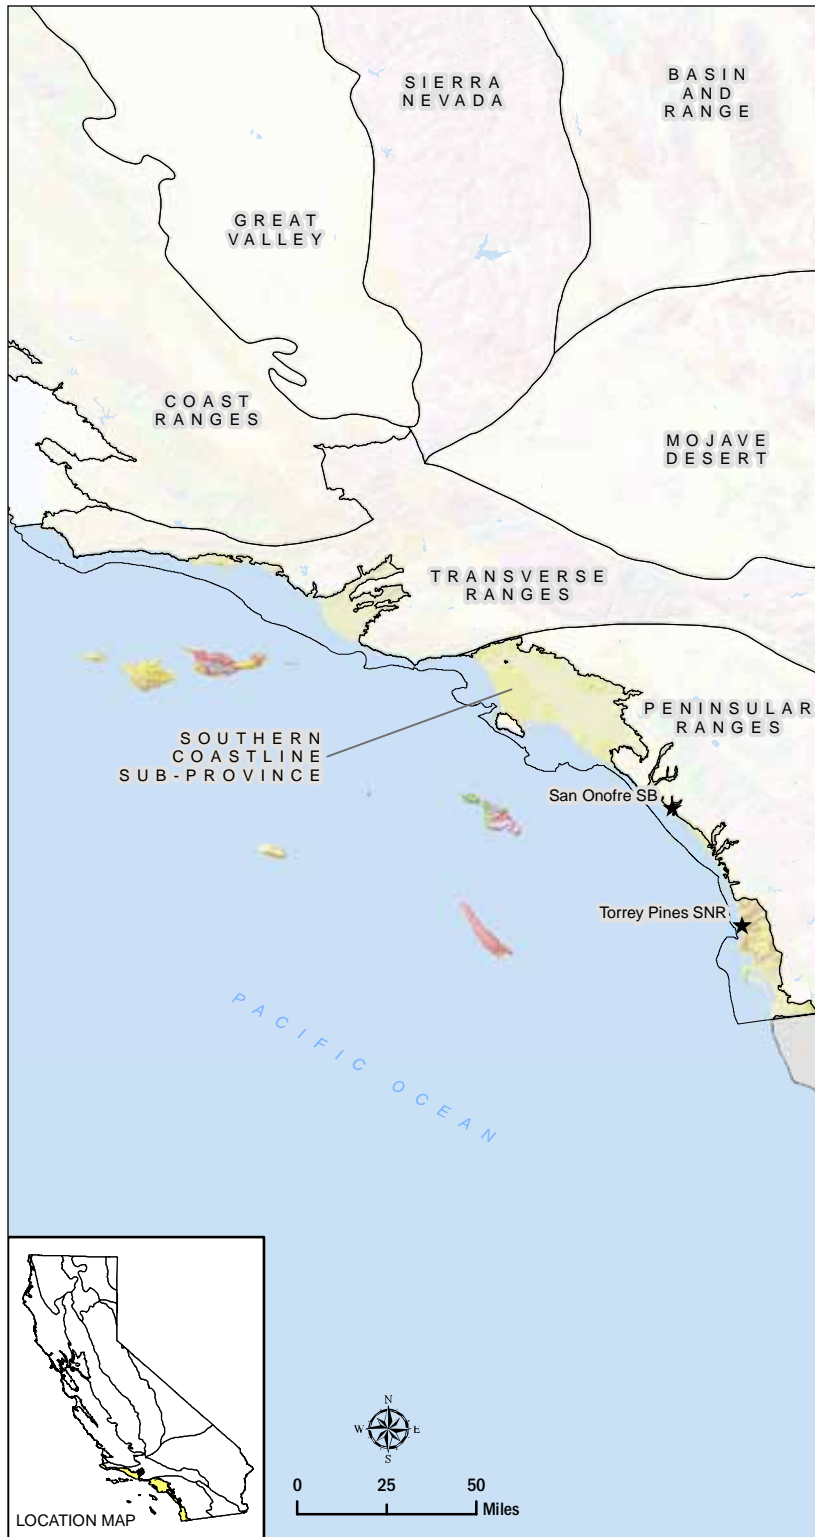 SIERRA
NEVADA
BASIN
AND
RANGE
GREAT
VALLEY
COAST
RANGES
MOJAVE
DESERT
TRANSVERSE
RANGES
PENINSULAR
RANGES
SOUTHERN
COASTLINE
SUB-PROVINCE
San Onofre SB
Torrey Pines SNR
PACIFIC OCEAN
N
W E
S
0 25 50
Miles
LOCATION MAP